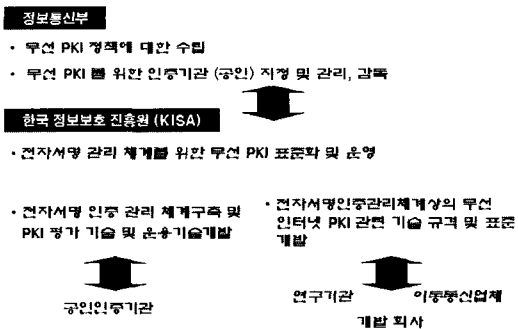 정보통신부
• 무선 PKI 정책에 대한 수립
• 무선 PKI 를 위한 인증기관 (공인) 지정 및 관리, 감독
한국 정보보호 진흥원 (KISA)
• 전자서명 관리 체계를 위한 무선 PKI 표준화 및 운영
• 전자서명 인증 관리 체계구축 및
PKI 평가 기술 및 운용기술개발
• 전자서명인증관리체계상의 무선
인터넷 PKI 관련 기술 규격 및 표준
개발
공인인증기관
연구기관 이동통신업체
개발 회사